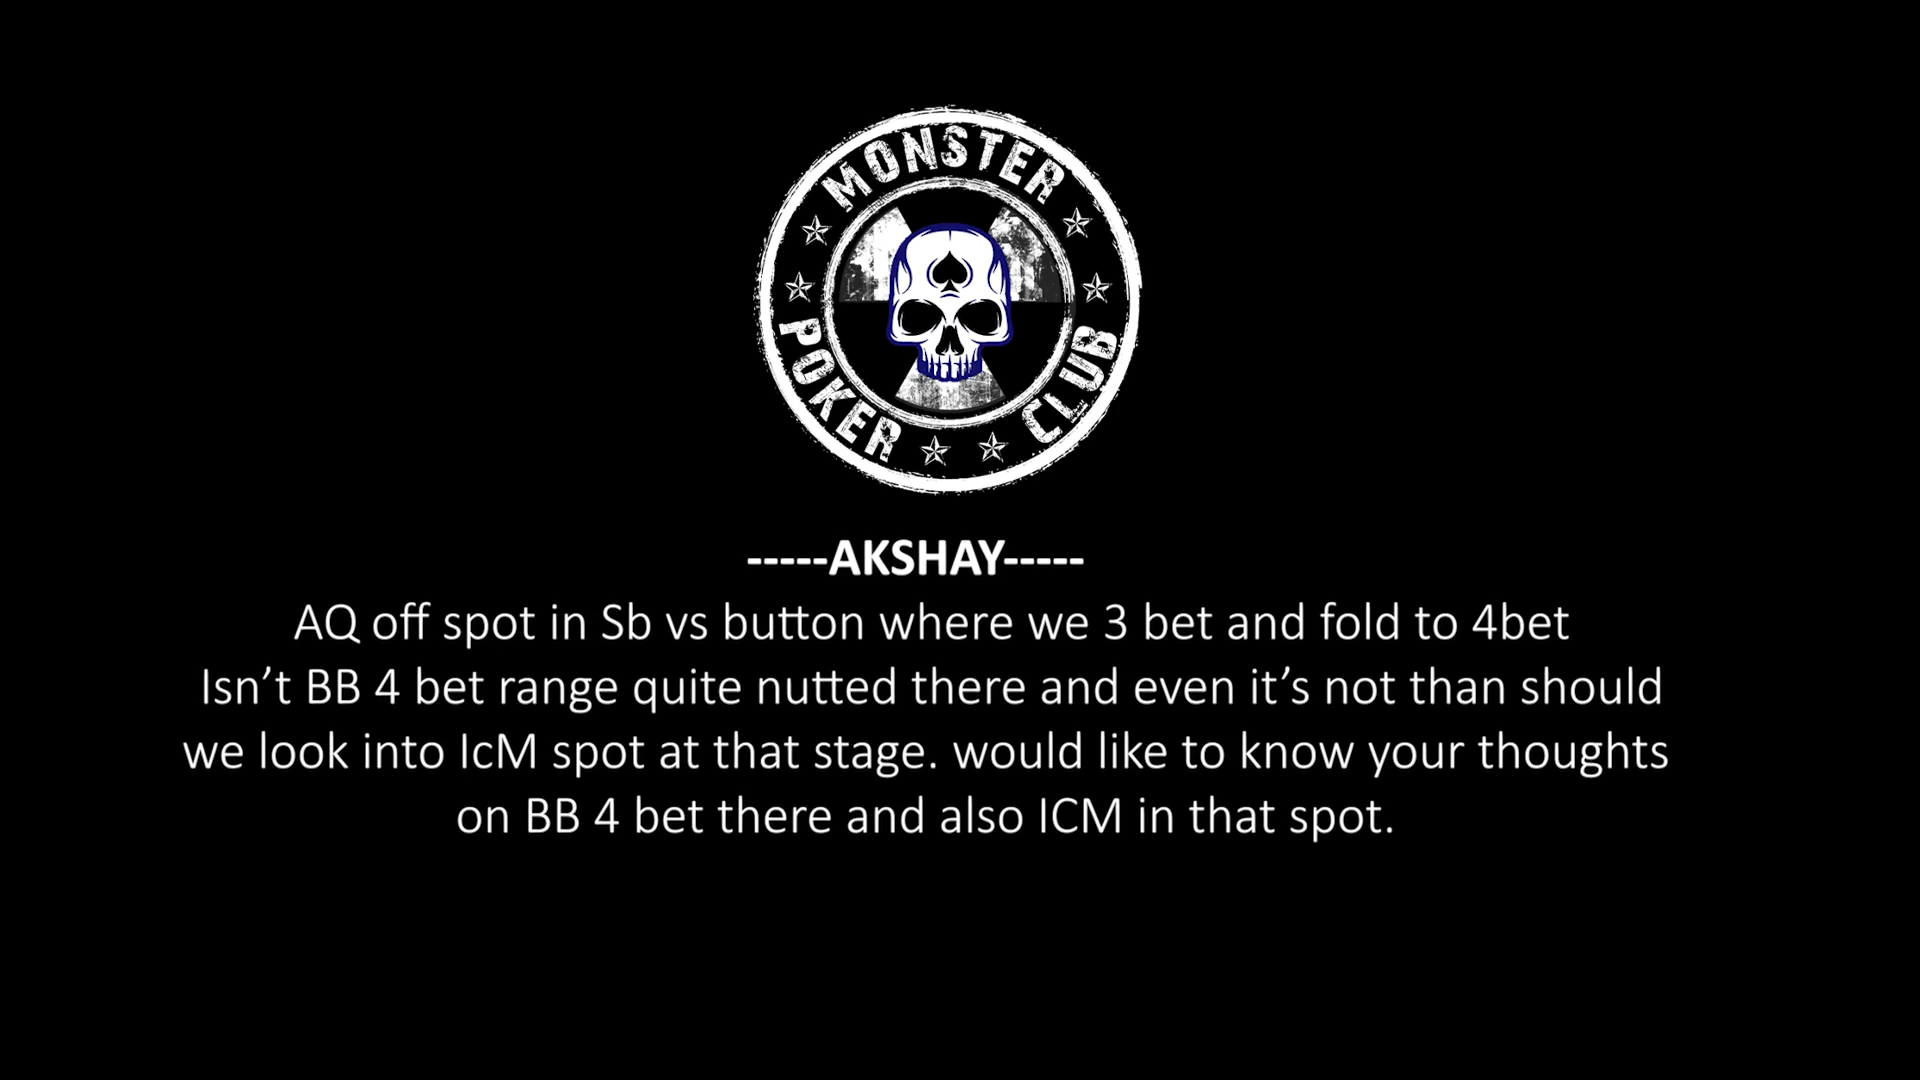 MONSTER
POKER CLUB
-----AKSHAY-----
AQ off spot in Sb vs button where we 3 bet and fold to 4bet
Isn’t BB 4 bet range quite nutted there and even it’s not than should
we look into IcM spot at that stage. would like to know your thoughts
on BB 4 bet there and also ICM in that spot.